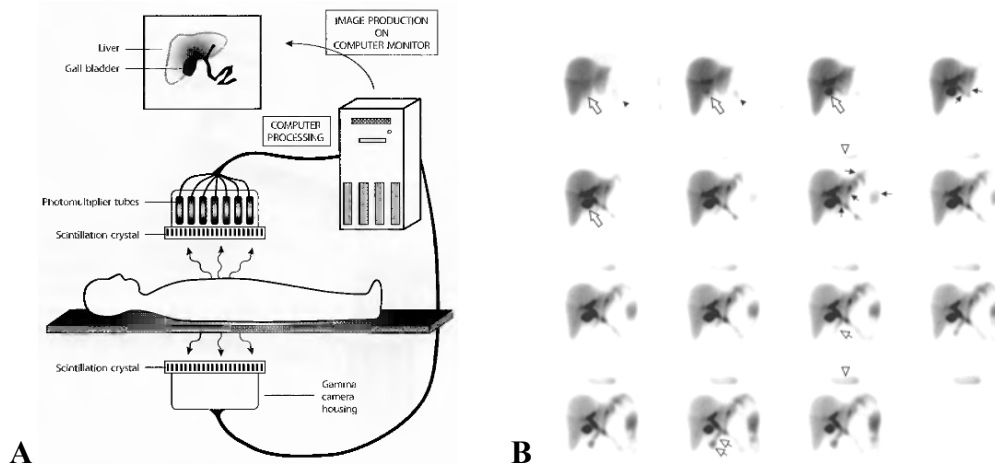 IMAGE PRODUCTION
ON
COMPUTER MONITOR
Liver
Gall bladder
COMPUTER
PROCESSING
Photomultiplier tubes
Scintillation crystal
Scintillation crystal
Gamma
camera
housing
A
B